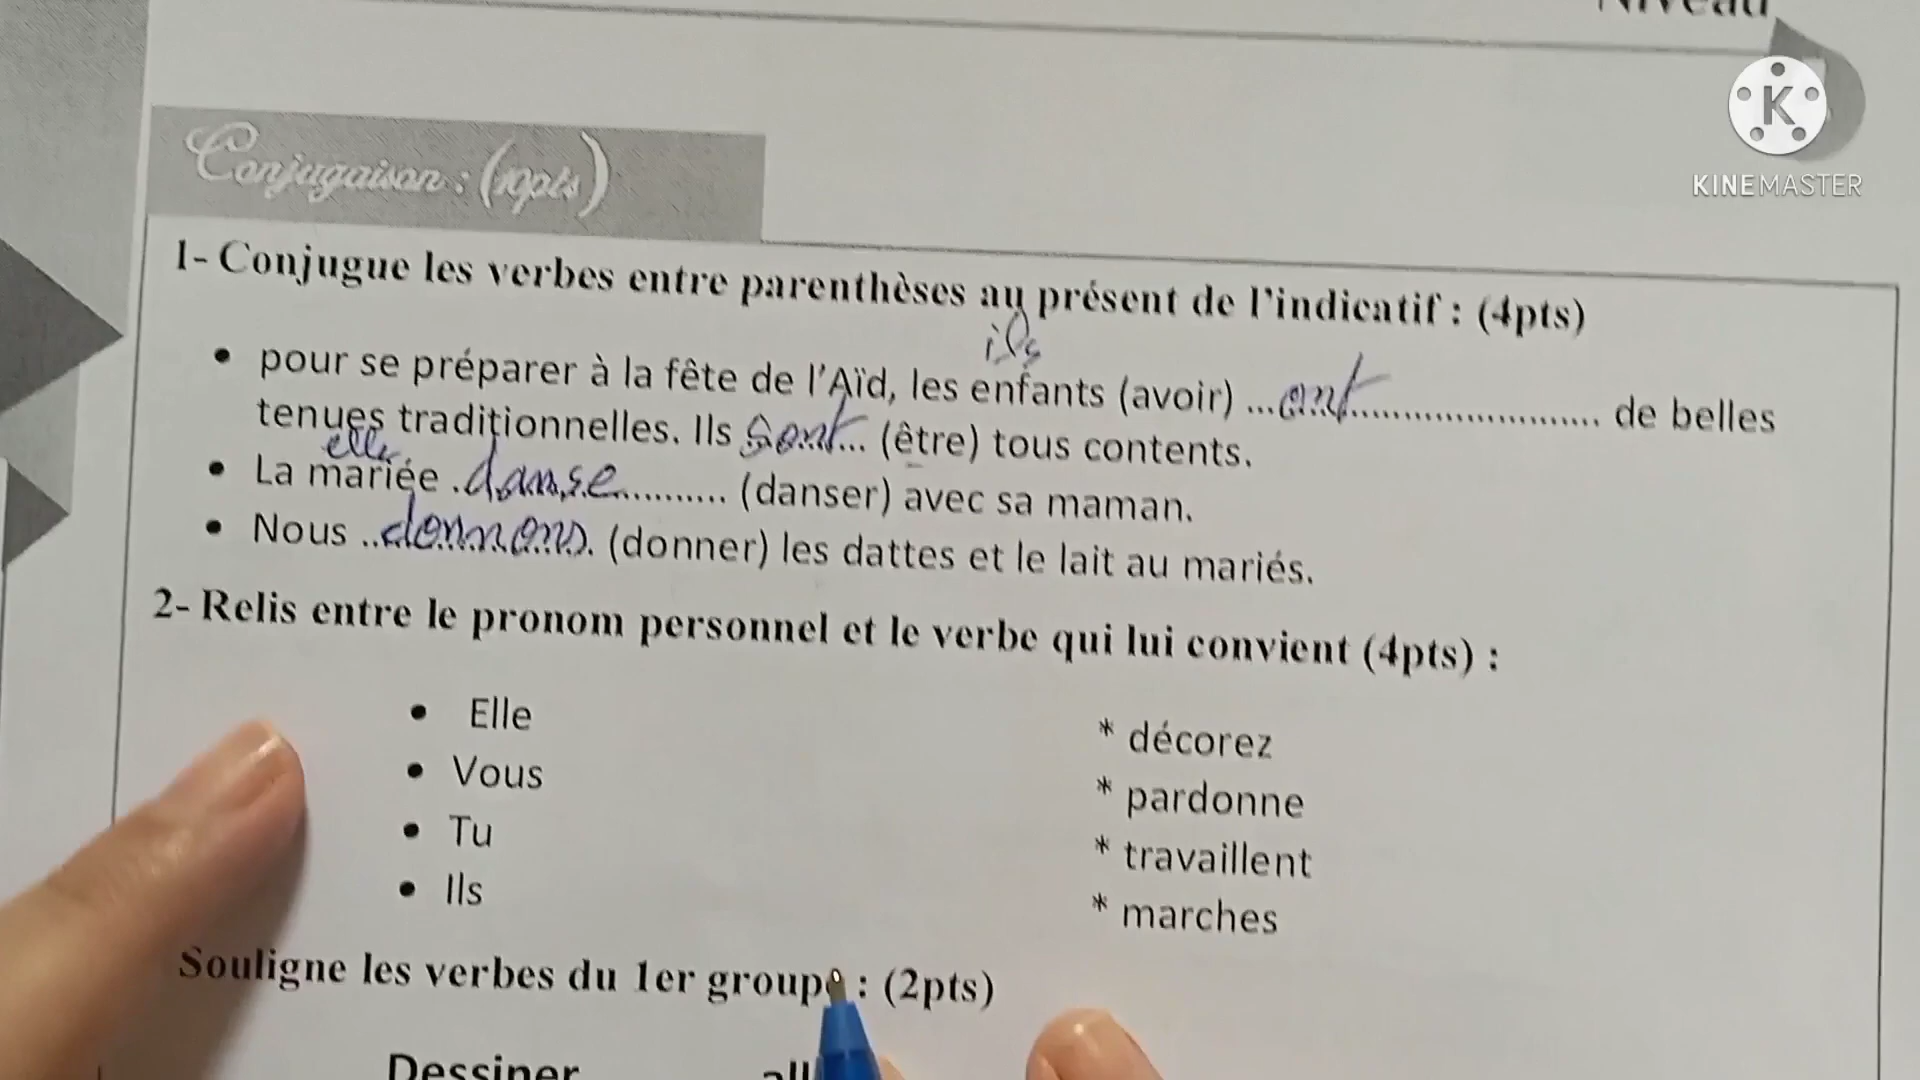 Niveau
KINEMASTER
Conjugaison : (10pts)
1- Conjugue les verbes entre parenthèses au présent de l'indicatif : (4pts)
ils
• pour se préparer à la fête de l'Aïd, les enfants (avoir) ...ont.............................. de belles
tenues traditionnelles. Ils sont... (être) tous contents.
elle
• La mariée .danse........... (danser) avec sa maman.
• Nous ..donnons. (donner) les dattes et le lait au mariés.
2- Relis entre le pronom personnel et le verbe qui lui convient (4pts) :
• Elle * décorez
• Vous * pardonne
• Tu * travaillent
• Ils * marches
Souligne les verbes du 1er groupe : (2pts)
Dessiner